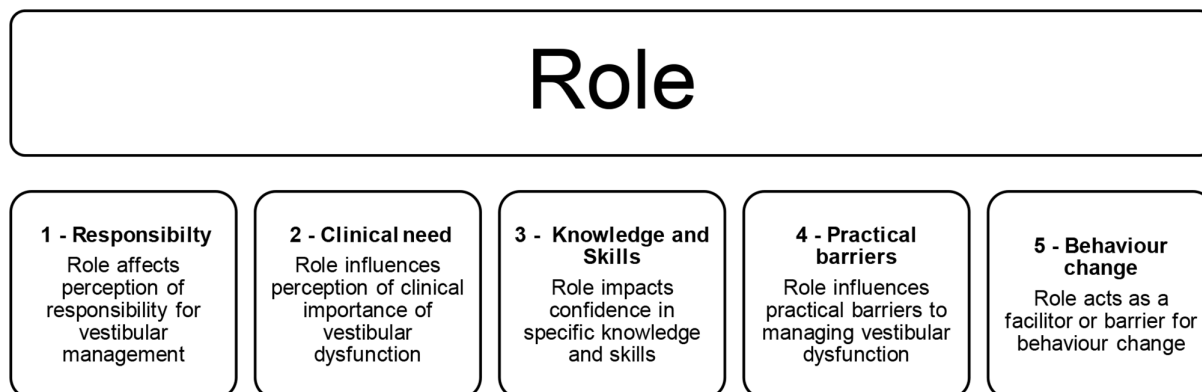 Role
1 - Responsibilty
Role affects
perception of
responsibility for
vestibular
management
2 - Clinical need
Role influences
perception of clinical
importance of
vestibular
dysfunction
3 - Knowledge and
Skills
Role impacts
confidence in
specific knowledge
and skills
4 - Practical
barriers
Role influences
practical barriers to
managing vestibular
dysfunction
5 - Behaviour
change
Role acts as a
facilitor or barrier for
behaviour change